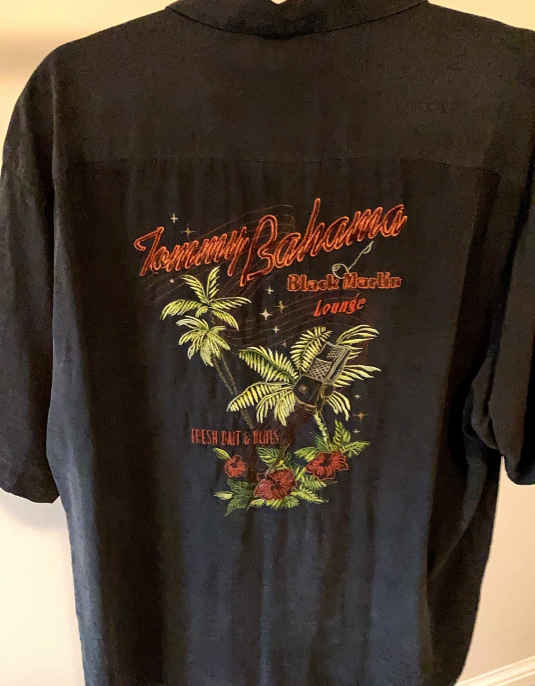 Tommy Bahama
Black Marlin
Lounge
FRESH BAIT & BLUES